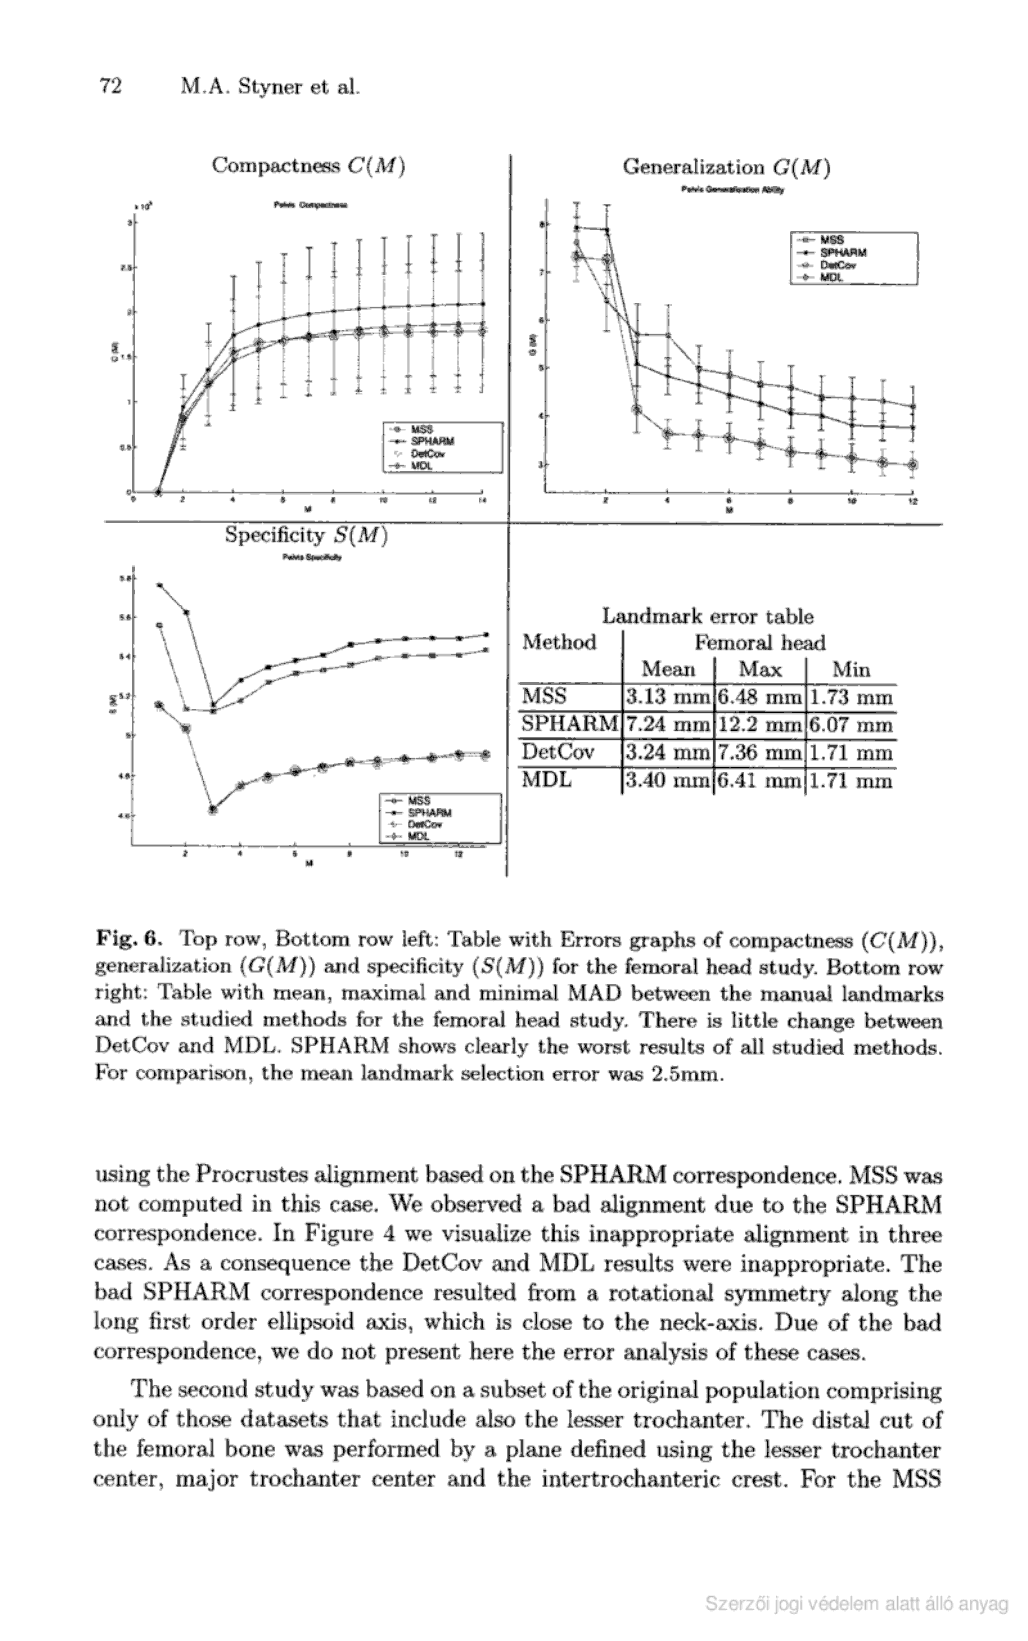 72 M.A. Styner et al.
Compactness C(M)
Pelvis Compactness
x 10⁵
3
2.5
2
1.5
1
0.5
0
C (M)
0 2 4 6 8 10 12 14
M
MSS
SPHARM
DetCov
MDL
Generalization G(M)
Pelvis Generalization Ability
8
7
6
5
4
3
G (M)
2 4 6 8 10 12
M
MSS
SPHARM
DetCov
MDL
Specificity S(M)
Pelvis Specificity
5.8
5.6
5.4
5.2
5
4.8
4.6
S (M)
2 4 6 8 10 12
M
MSS
SPHARM
DetCov
MDL
Landmark error table
Method Femoral head
Mean Max Min
MSS 3.13 mm 6.48 mm 1.73 mm
SPHARM 7.24 mm 12.2 mm 6.07 mm
DetCov 3.24 mm 7.36 mm 1.71 mm
MDL 3.40 mm 6.41 mm 1.71 mm
Fig. 6. Top row, Bottom row left: Table with Errors graphs of compactness (C(M)),
generalization (G(M)) and specificity (S(M)) for the femoral head study. Bottom row
right: Table with mean, maximal and minimal MAD between the manual landmarks
and the studied methods for the femoral head study. There is little change between
DetCov and MDL. SPHARM shows clearly the worst results of all studied methods.
For comparison, the mean landmark selection error was 2.5mm.
using the Procrustes alignment based on the SPHARM correspondence. MSS was
not computed in this case. We observed a bad alignment due to the SPHARM
correspondence. In Figure 4 we visualize this inappropriate alignment in three
cases. As a consequence the DetCov and MDL results were inappropriate. The
bad SPHARM correspondence resulted from a rotational symmetry along the
long first order ellipsoid axis, which is close to the neck-axis. Due of the bad
correspondence, we do not present here the error analysis of these cases.
The second study was based on a subset of the original population comprising
only of those datasets that include also the lesser trochanter. The distal cut of
the femoral bone was performed by a plane defined using the lesser trochanter
center, major trochanter center and the intertrochanteric crest. For the MSS
Szerzői jogi védelem alatt álló anyag